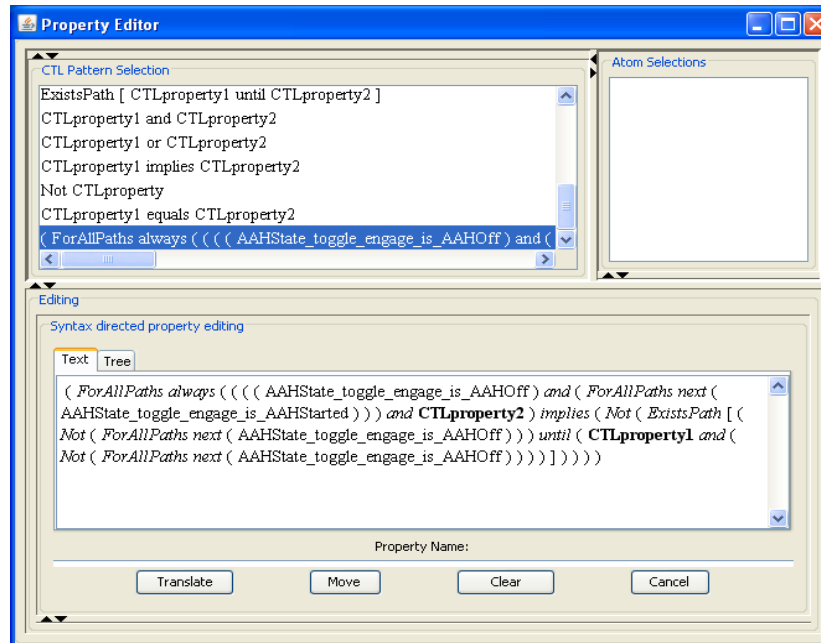 Property Editor
CTL Pattern Selection
ExistsPath [ CTLproperty1 until CTLproperty2 ]
CTLproperty1 and CTLproperty2
CTLproperty1 or CTLproperty2
CTLproperty1 implies CTLproperty2
Not CTLproperty
CTLproperty1 equals CTLproperty2
( ForAllPaths always ( ( ( ( AAHState_toggle_engage_is_AAHOff ) and (
Atom Selections
Editing
Syntax directed property editing
Text Tree
( ForAllPaths always ( ( ( ( AAHState_toggle_engage_is_AAHOff ) and ( ForAllPaths next (
AAHState_toggle_engage_is_AAHStarted ) ) ) and CTLproperty2 ) implies ( Not ( ExistsPath [ (
Not ( ForAllPaths next ( AAHState_toggle_engage_is_AAHOff ) ) ) until ( CTLproperty1 and (
Not ( ForAllPaths next ( AAHState_toggle_engage_is_AAHOff ) ) ) ) ] ) ) ) )
Property Name:
Translate Move Clear Cancel